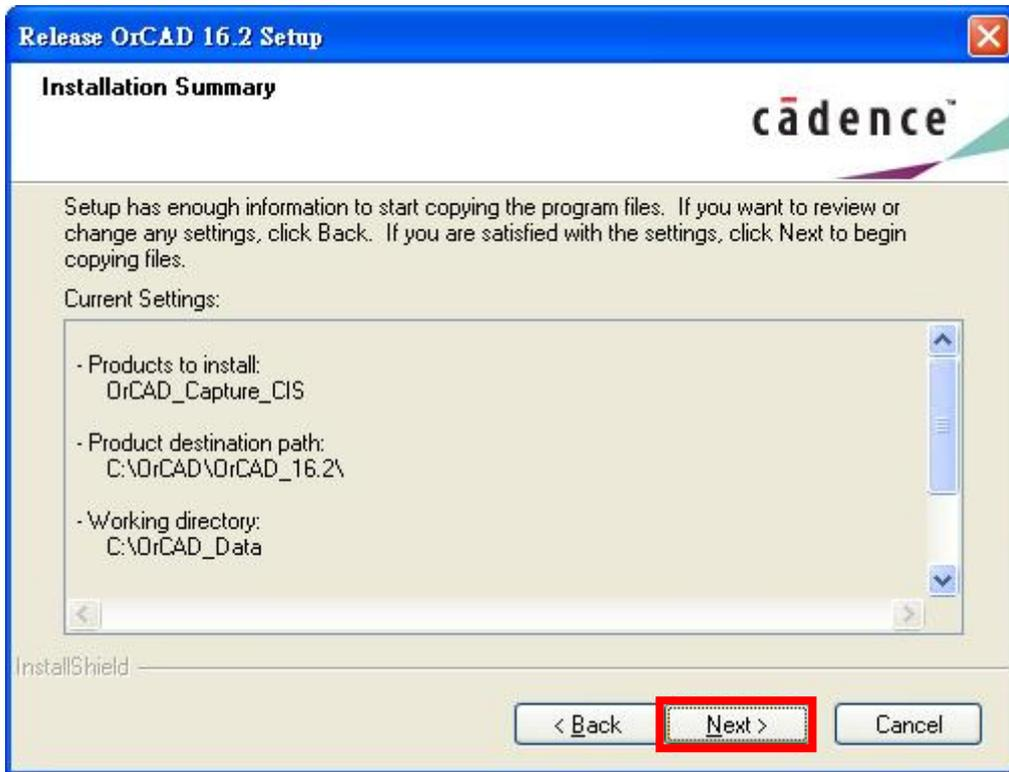 Release OrCAD 16.2 Setup
Installation Summary
cādence™
Setup has enough information to start copying the program files.  If you want to review or
change any settings, click Back.  If you are satisfied with the settings, click Next to begin
copying files.
Current Settings:
- Products to install:
OrCAD_Capture_CIS
- Product destination path:
C:\OrCAD\OrCAD_16.2\
- Working directory:
C:\OrCAD_Data
InstallShield
< Back
Next >
Cancel